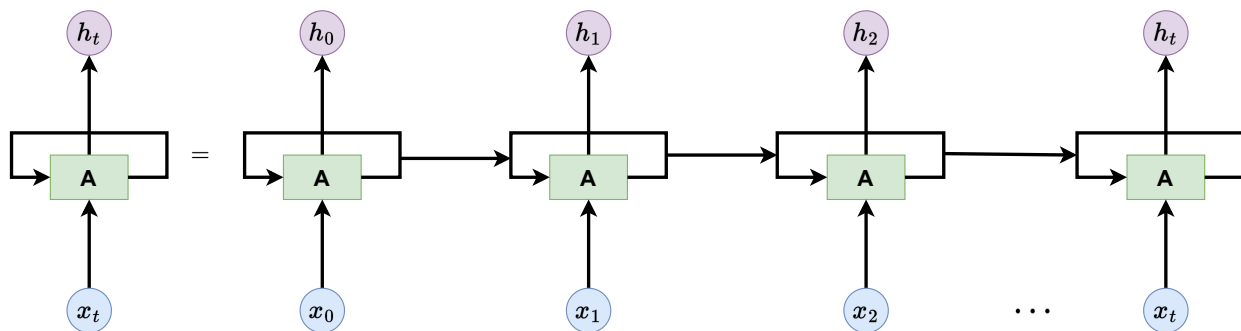 h_t h_0 h_1 h_2 h_t
A = A A A A
x_t x_0 x_1 x_2 ... x_t